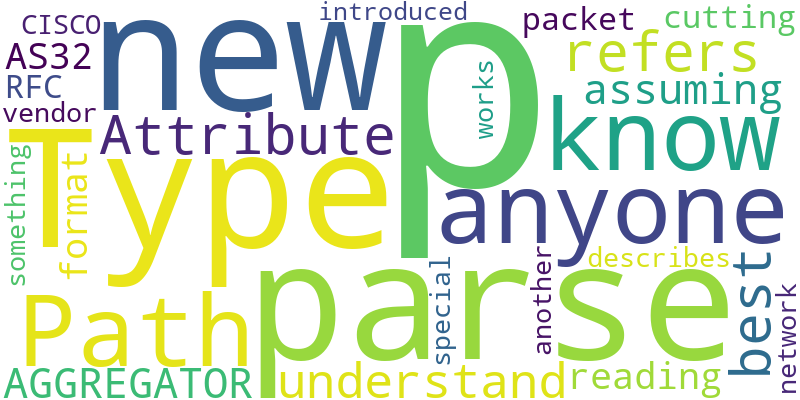 introduced
CISCO
new
p
packet
cutting
AS32
refers
RFC
works
assuming
vendor
Attribute
know
Type
something
format
anyone
describes
another
special
best
parse
Path
network
AGGREGATOR
understand
reading